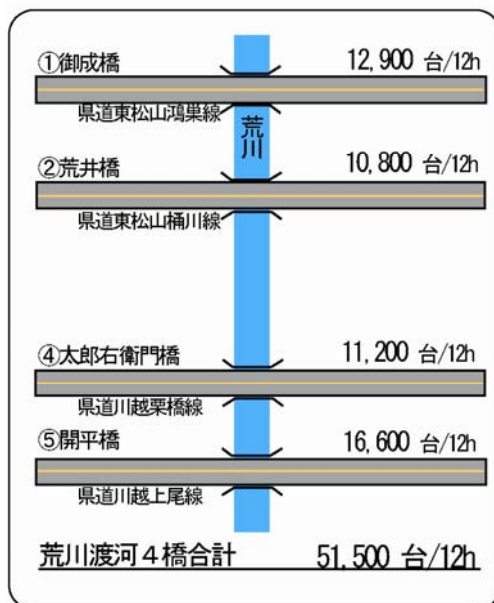 ①御成橋 12,900 台/12h
県道東松山鴻巣線
荒川
②荒井橋 10,800 台/12h
県道東松山桶川線
④太郎右衛門橋 11,200 台/12h
県道川越栗橋線
⑤開平橋 16,600 台/12h
県道川越上尾線
荒川渡河4橋合計 51,500 台/12h